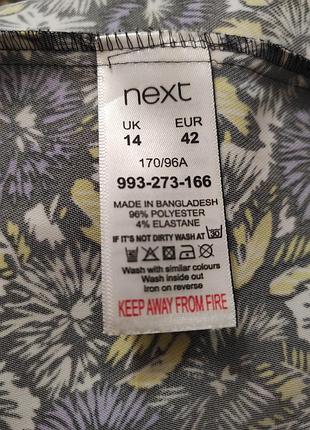 next
UK EUR
14 42
170/96A
993-273-166
MADE IN BANGLADESH
96% POLYESTER
4% ELASTANE
IF IT'S NOT DIRTY WASH AT 30
Wash with similar colours
Wash inside out
Iron on reverse
KEEP AWAY FROM FIRE